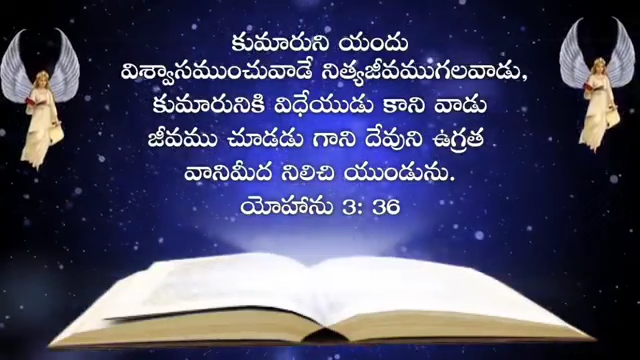 కుమారుని యందు
విశ్వాసముంచువాడే నిత్యజీవముగలవాడు,
కుమారునికి విధేయుడు కాని వాడు
జీవము చూడడు గాని దేవుని ఉగ్రత
వానిమీద నిలిచి యుండును.
యోహాను 3: 36